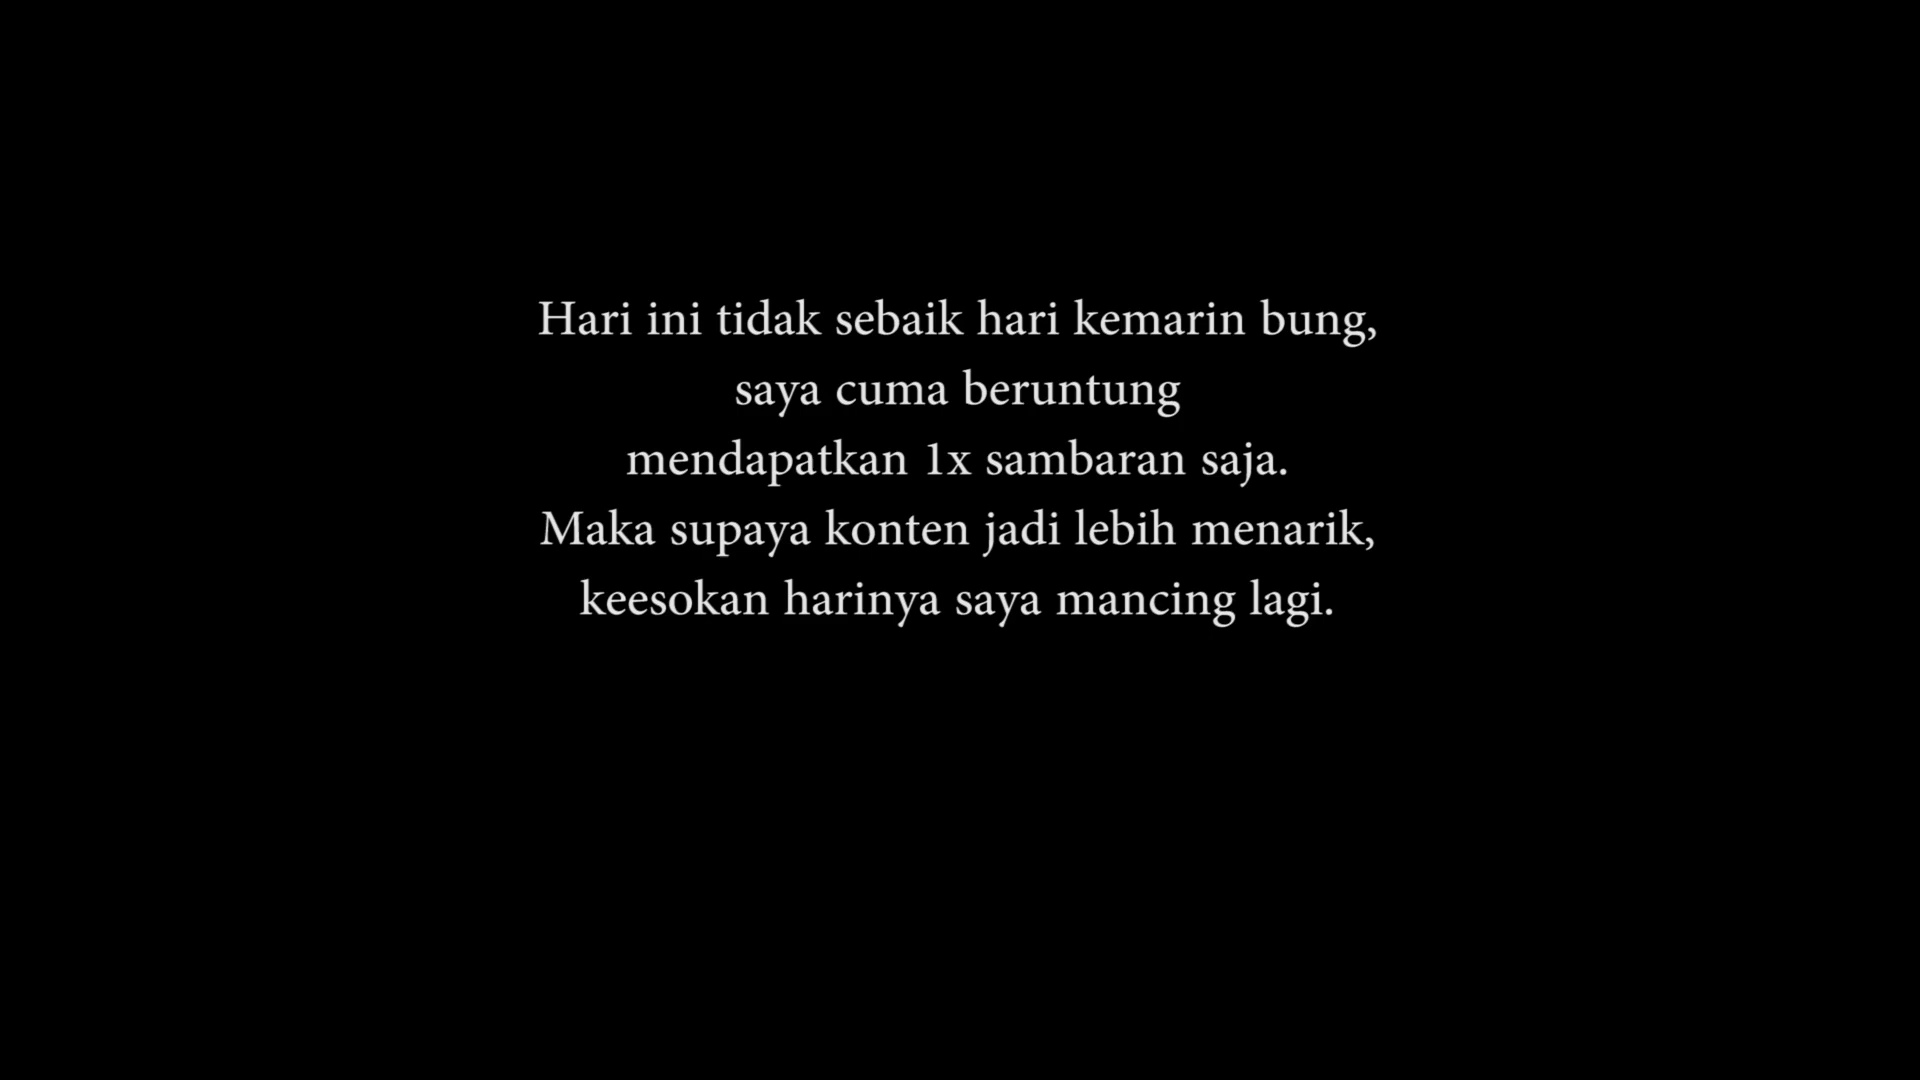 Hari ini tidak sebaik hari kemarin bung,
saya cuma beruntung
mendapatkan 1x sambaran saja.
Maka supaya konten jadi lebih menarik,
keesokan harinya saya mancing lagi.